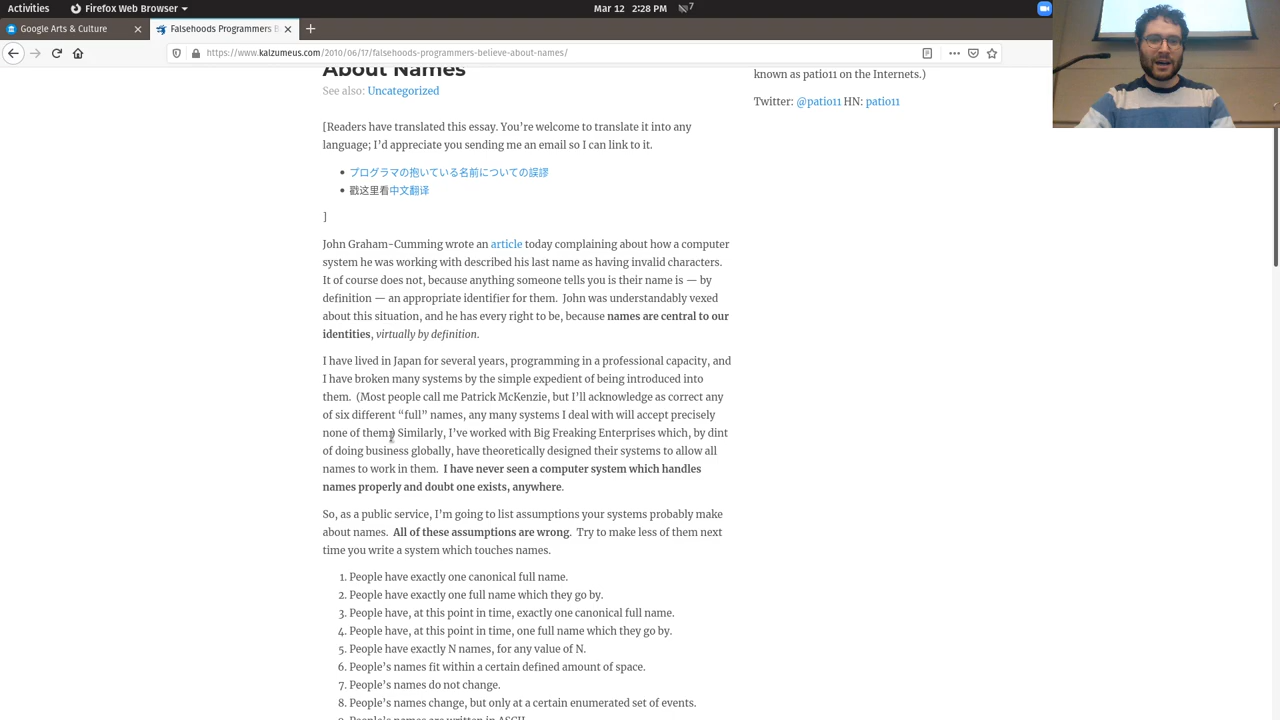 Activities
Firefox Web Browser
Mar 12 2:28 PM
7
Google Arts & Culture
Falsehoods Programmers B
https://www.kalzumeus.com/2010/06/17/falsehoods-programmers-believe-about-names/
About Names
See also: Uncategorized
[Readers have translated this essay. You’re welcome to translate it into any
language; I’d appreciate you sending me an email so I can link to it.
プログラマの抱いている名前についての誤謬
戳这里看中文翻译
]
John Graham-Cumming wrote an article today complaining about how a computer
system he was working with described his last name as having invalid characters.
It of course does not, because anything someone tells you is their name is — by
definition — an appropriate identifier for them. John was understandably vexed
about this situation, and he has every right to be, because names are central to our
identities, virtually by definition.
I have lived in Japan for several years, programming in a professional capacity, and
I have broken many systems by the simple expedient of being introduced into
them. (Most people call me Patrick McKenzie, but I’ll acknowledge as correct any
of six different “full” names, any many systems I deal with will accept precisely
none of them.) Similarly, I’ve worked with Big Freaking Enterprises which, by dint
of doing business globally, have theoretically designed their systems to allow all
names to work in them. I have never seen a computer system which handles
names properly and doubt one exists, anywhere.
So, as a public service, I’m going to list assumptions your systems probably make
about names. All of these assumptions are wrong. Try to make less of them next
time you write a system which touches names.
1. People have exactly one canonical full name.
2. People have exactly one full name which they go by.
3. People have, at this point in time, exactly one canonical full name.
4. People have, at this point in time, one full name which they go by.
5. People have exactly N names, for any value of N.
6. People’s names fit within a certain defined amount of space.
7. People’s names do not change.
8. People’s names change, but only at a certain enumerated set of events.
9. People’s names are written in ASCII.
known as patio11 on the Internets.)
Twitter: @patio11 HN: patio11